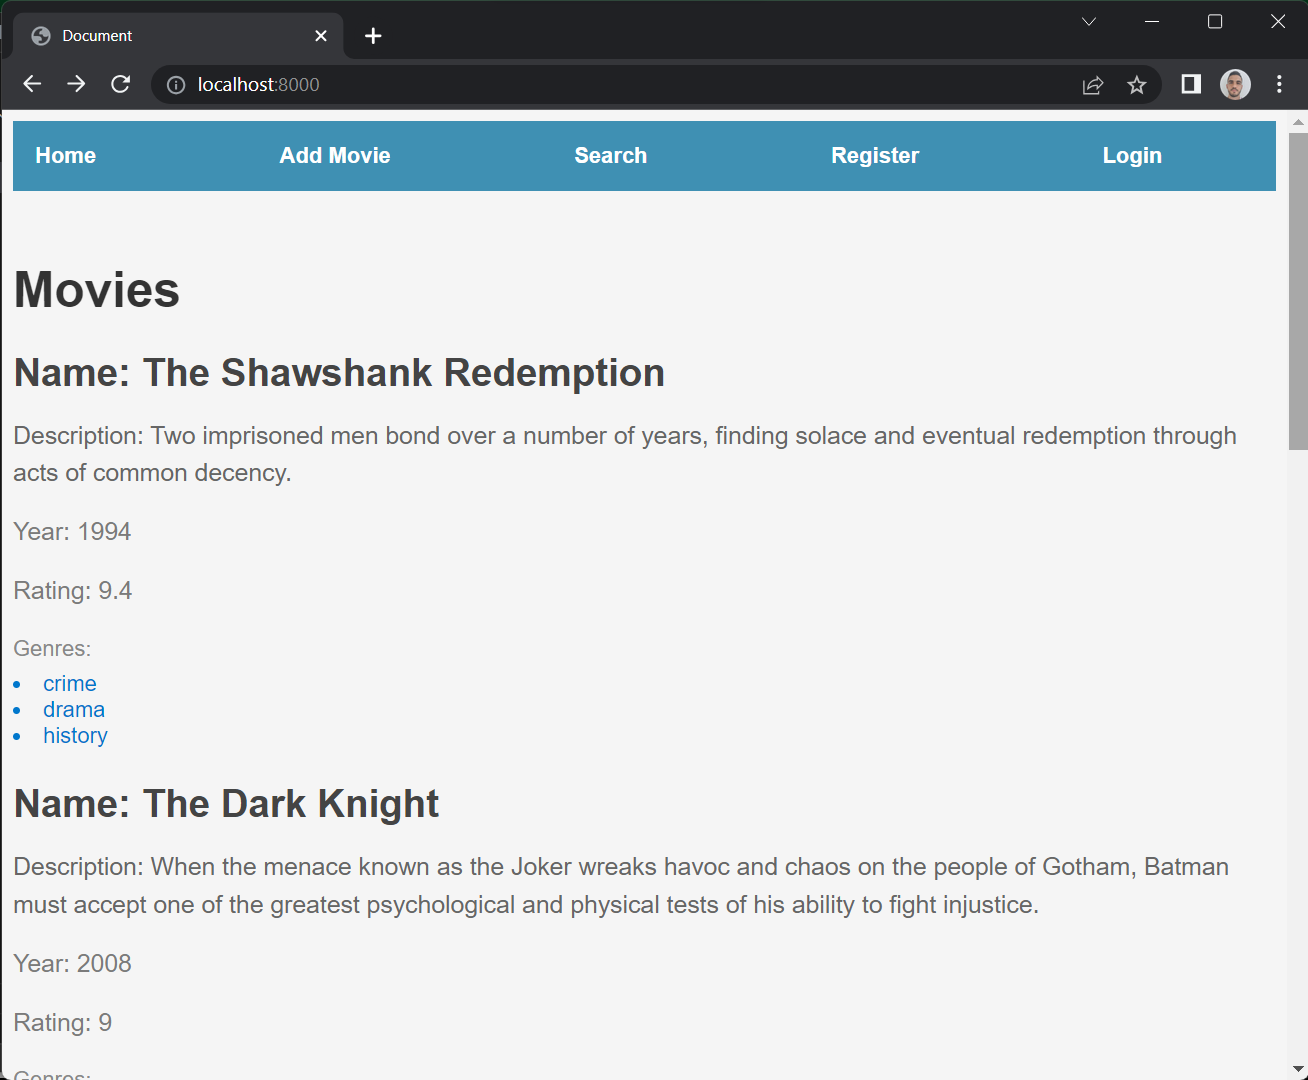 Document
localhost:8000
Home Add Movie Search Register Login
Movies
Name: The Shawshank Redemption
Description: Two imprisoned men bond over a number of years, finding solace and eventual redemption through
acts of common decency.
Year: 1994
Rating: 9.4
Genres:
crime
drama
history
Name: The Dark Knight
Description: When the menace known as the Joker wreaks havoc and chaos on the people of Gotham, Batman
must accept one of the greatest psychological and physical tests of his ability to fight injustice.
Year: 2008
Rating: 9
Genres: